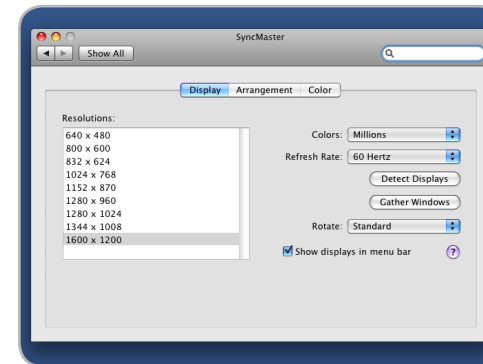 SyncMaster
Show All
Display Arrangement Color
Resolutions:
640 x 480
800 x 600
832 x 624
1024 x 768
1152 x 870
1280 x 960
1280 x 1024
1344 x 1008
1600 x 1200
Colors: Millions
Refresh Rate: 60 Hertz
Detect Displays
Gather Windows
Rotate: Standard
Show displays in menu bar ?